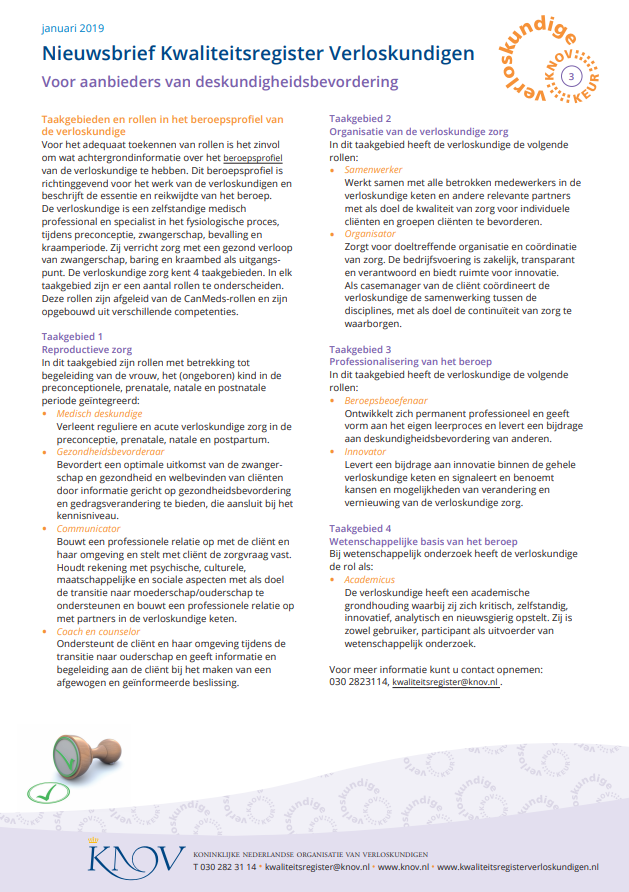 januari 2019
Nieuwsbrief Kwaliteitsregister Verloskundigen
Voor aanbieders van deskundigheidsbevordering
verloskundige
KNOV
KEUR
3
Taakgebieden en rollen in het beroepsprofiel van
de verloskundige
Voor het adequaat toekennen van rollen is het zinvol
om wat achtergrondinformatie over het beroepsprofiel
van de verloskundige te hebben. Dit beroepsprofiel is
richtinggevend voor het werk van de verloskundigen en
beschrijft de essentie en reikwijdte van het beroep.
De verloskundige is een zelfstandige medisch
professional en specialist in het fysiologische proces,
tijdens preconceptie, zwangerschap, bevalling en
kraamperiode. Zij verricht zorg met een gezond verloop
van zwangerschap, baring en kraambed als uitgangs-
punt. De verloskundige zorg kent 4 taakgebieden. In elk
taakgebied zijn er een aantal rollen te onderscheiden.
Deze rollen zijn afgeleid van de CanMeds-rollen en zijn
opgebouwd uit verschillende competenties.
Taakgebied 1
Reproductieve zorg
In dit taakgebied zijn rollen met betrekking tot
begeleiding van de vrouw, het (ongeboren) kind in de
preconceptionele, prenatale, natale en postnatale
periode geïntegreerd:
• Medisch deskundige
Verleent reguliere en acute verloskundige zorg in de
preconceptie, prenatale, natale en postpartum.
• Gezondheidsbevorderaar
Bevordert een optimale uitkomst van de zwanger-
schap en gezondheid en welbevinden van cliënten
door informatie gericht op gezondheidsbevordering
en gedragsverandering te bieden, die aansluit bij het
kennisniveau.
• Communicator
Bouwt een professionele relatie op met de cliënt en
haar omgeving en stelt met cliënt de zorgvraag vast.
Houdt rekening met psychische, culturele,
maatschappelijke en sociale aspecten met als doel
de transitie naar moederschap/ouderschap te
ondersteunen en bouwt een professionele relatie op
met partners in de verloskundige keten.
• Coach en counselor
Ondersteunt de cliënt en haar omgeving tijdens de
transitie naar ouderschap en geeft informatie en
begeleiding aan de cliënt bij het maken van een
afgewogen en geïnformeerde beslissing.
Taakgebied 2
Organisatie van de verloskundige zorg
In dit taakgebied heeft de verloskundige de volgende
rollen:
• Samenwerker
Werkt samen met alle betrokken medewerkers in de
verloskundige keten en andere relevante partners
met als doel de kwaliteit van zorg voor individuele
cliënten en groepen cliënten te bevorderen.
• Organisator
Zorgt voor doeltreffende organisatie en coördinatie
van zorg. De bedrijfsvoering is zakelijk, transparant
en verantwoord en biedt ruimte voor innovatie.
Als casemanager van de cliënt coördineert de
verloskundige de samenwerking tussen de
disciplines, met als doel de continuïteit van zorg te
waarborgen.
Taakgebied 3
Professionalisering van het beroep
In dit taakgebied heeft de verloskundige de volgende
rollen:
• Beroepsbeoefenaar
Ontwikkelt zich permanent professioneel en geeft
vorm aan het eigen leerproces en levert een bijdrage
aan deskundigheidsbevordering van anderen.
• Innovator
Levert een bijdrage aan innovatie binnen de gehele
verloskundige keten en signaleert en benoemt
kansen en mogelijkheden van verandering en
vernieuwing van de verloskundige zorg.
Taakgebied 4
Wetenschappelijke basis van het beroep
Bij wetenschappelijk onderzoek heeft de verloskundige
de rol als:
• Academicus
De verloskundige heeft een academische
grondhouding waarbij zij zich kritisch, zelfstandig,
innovatief, analytisch en nieuwsgierig opstelt. Zij is
zowel gebruiker, participant als uitvoerder van
wetenschappelijk onderzoek.
Voor meer informatie kunt u contact opnemen:
030 2823114, kwaliteitsregister@knov.nl .
KNOV
KONINKLIJKE NEDERLANDSE ORGANISATIE VAN VERLOSKUNDIGEN
T 030 282 31 14 • kwaliteitsregister@knov.nl • www.knov.nl • www.kwaliteitsregisterverloskundigen.nl